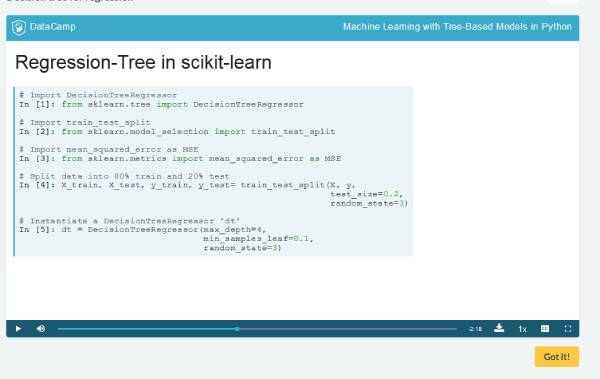 DataCamp
Machine Learning with Tree-Based Models in Python
Regression-Tree in scikit-learn
# Import DecisionTreeRegressor
In [1]: from sklearn.tree import DecisionTreeRegressor
# Import train_test_split
In [2]: from sklearn.model_selection import train_test_split
# Import mean_squared_error as MSE
In [3]: from sklearn.metrics import mean_squared_error as MSE
# Split data into 80% train and 20% test
In [4]: X_train, X_test, y_train, y_test= train_test_split(X, y,
test_size=0.2,
random_state=3)
# Instantiate a DecisionTreeRegressor 'dt'
In [5]: dt = DecisionTreeRegressor(max_depth=4,
min_samples_leaf=0.1,
random_state=3)
-2:18
1x
Got it!